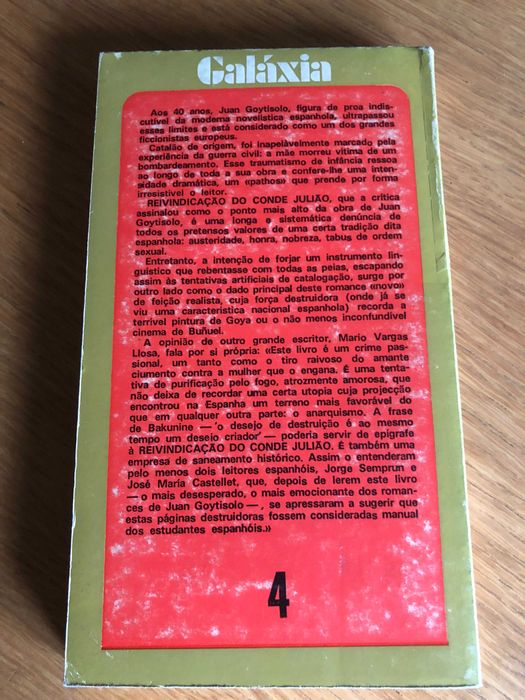 Galáxia
Aos 40 anos, Juan Goytisolo, figura de proa indis-
cutível da moderna novelística espanhola, ultrapassou
esses limites e está considerado como um dos grandes
ficcionistas europeus.
Catalão de origem, foi inapelàvelmente marcado pela
experiência da guerra civil: a mãe morreu vítima de um
bombardeamento. Esse traumatismo de infância ressoa
ao longo de toda a sua obra e confere-lhe uma inten-
sidade dramática, um «pathos» que prende por forma
irresistível o leitor.
REIVINDICAÇÃO DO CONDE JULIÃO, que a crítica
assinalou como o ponto mais alto da obra de Juan
Goytisolo, é uma longa e sistemática denúncia de
todos os pretensos valores de uma certa tradição dita
espanhola: austeridade, honra, nobreza, tabus de ordem
sexual.
Entretanto, a intenção de forjar um instrumento lin-
guístico que rebentasse com todas as peias, escapando
assim às tentativas artificiais de catalogação, surge por
outro lado como o dado principal deste romance «novo»
de feição realista, cuja força destruidora (onde já se
viu uma característica nacional espanhola) recorda a
terrível pintura de Goya ou o não menos inconfundível
cinema de Buñuel.
A opinião de outro grande escritor, Mario Vargas
Llosa, fala por si própria: «Este livro é um crime pas-
sional, um tanto como o tiro raivoso do amante
ciumento contra a mulher que o engana. É uma tenta-
tiva de purificação pelo fogo, atrozmente amorosa, que
não deixa de recordar uma certa utopia cuja projecção
encontrou na Espanha um terreno mais favorável do
que em qualquer outra parte: o anarquismo. A frase
de Bakunine — 'o desejo de destruição é ao mesmo
tempo um desejo criador' — poderia servir de epígrafe
à REIVINDICAÇÃO DO CONDE JULIÃO. É também uma
empresa de saneamento histórico. Assim o entenderam
pelo menos dois leitores espanhóis, Jorge Semprun e
José María Castellet, que, depois de lerem este livro
— o mais desesperado, o mais emocionante dos roman-
ces de Juan Goytisolo —, se apressaram a sugerir que
estas páginas destruidoras fossem consideradas manual
dos estudantes espanhóis.»
4